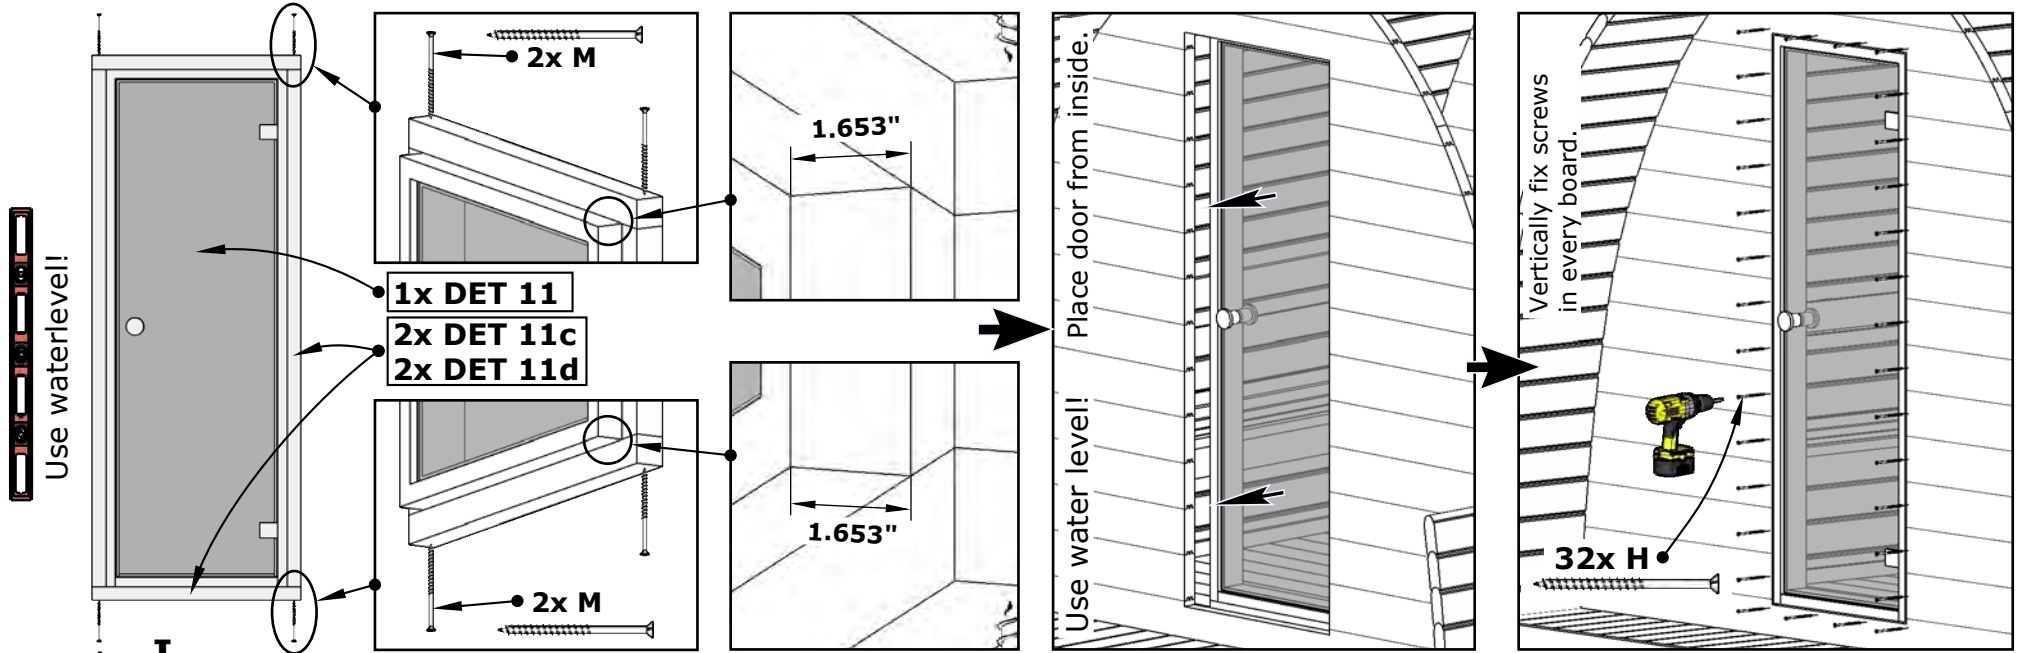 Use waterlevel!
2x M
1x DET 11
2x DET 11c
2x DET 11d
2x M
1.653"
1.653"
Use water level! Place door from inside.
Vertically fix screws
in every board.
32x H